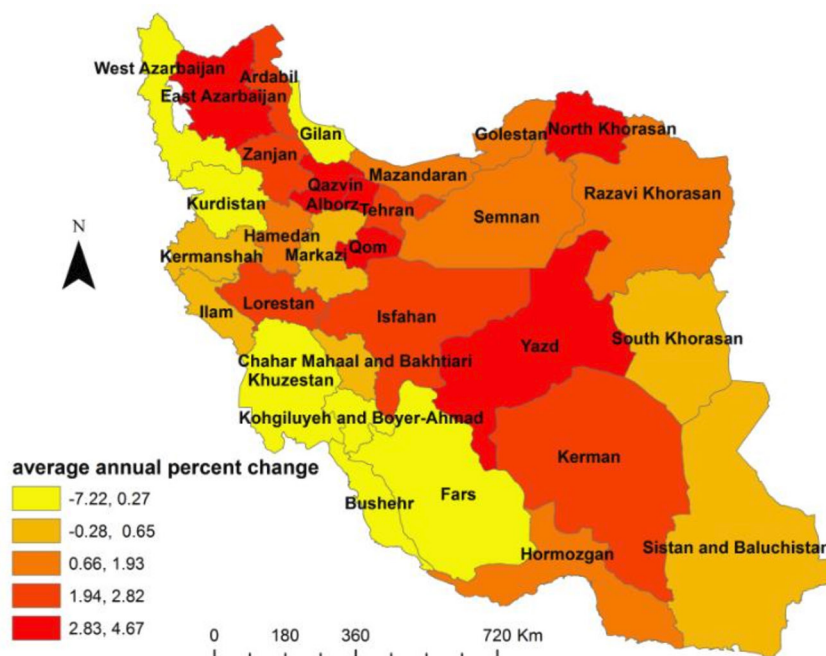 West Azarbaijan
Ardabil
East Azarbaijan
Gilan
Zanjan
Golestan
North Khorasan
Mazandaran
Razavi Khorasan
Qazvin
Alborz
Tehran
Kurdistan
Semnan
N
Hamedan
Kermanshah
Markazi
Qom
Ilam
Lorestan
Isfahan
Yazd
South Khorasan
Chahar Mahaal and Bakhtiari
Khuzestan
Kohgiluyeh and Boyer-Ahmad
Kerman
Bushehr
Fars
Hormozgan
Sistan and Baluchistan
average annual percent change
-7.22, 0.27
-0.28, 0.65
0.66, 1.93
1.94, 2.82
2.83, 4.67
0 180 360 720 Km